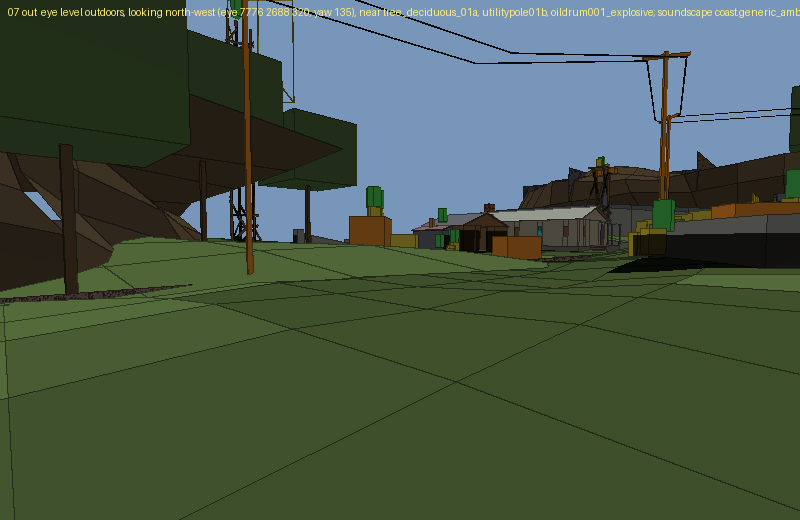 07 out eye level outdoors, looking north-west (eye 7776 2688 320, yaw 135), near tree_deciduous_01a, utilitypole01b, oildrum001_explosive; soundscape coast.generic_amb